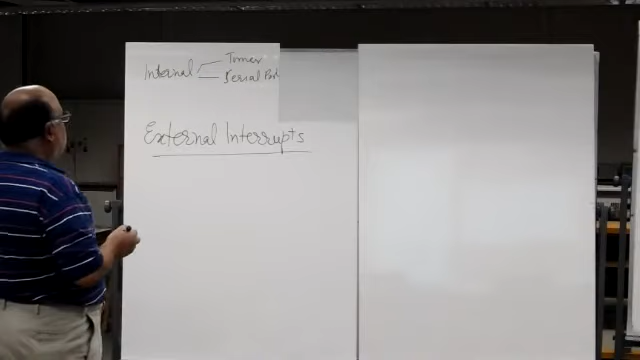 Internal
Timer
Serial Port
External Interrupts